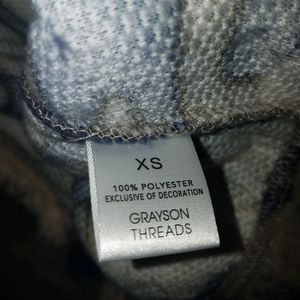 XS
100% POLYESTER
EXCLUSIVE OF DECORATION
GRAYSON
THREADS